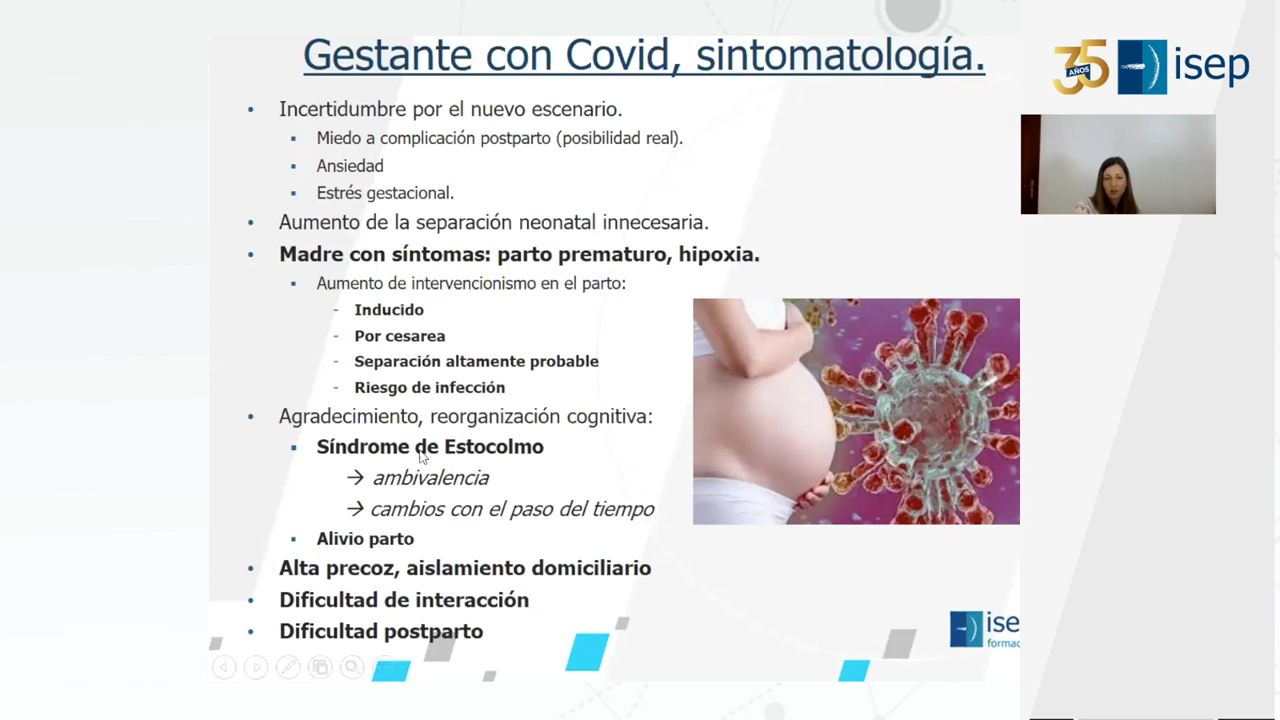 Gestante con Covid, sintomatología.
35
AÑOS
isep
Incertidumbre por el nuevo escenario.
Miedo a complicación postparto (posibilidad real).
Ansiedad
Estrés gestacional.
Aumento de la separación neonatal innecesaria.
Madre con síntomas: parto prematuro, hipoxia.
Aumento de intervencionismo en el parto:
Inducido
Por cesarea
Separación altamente probable
Riesgo de infección
Agradecimiento, reorganización cognitiva:
Síndrome de Estocolmo
→ ambivalencia
→ cambios con el paso del tiempo
Alivio parto
Alta precoz, aislamiento domiciliario
Dificultad de interacción
Dificultad postparto
ise
formac